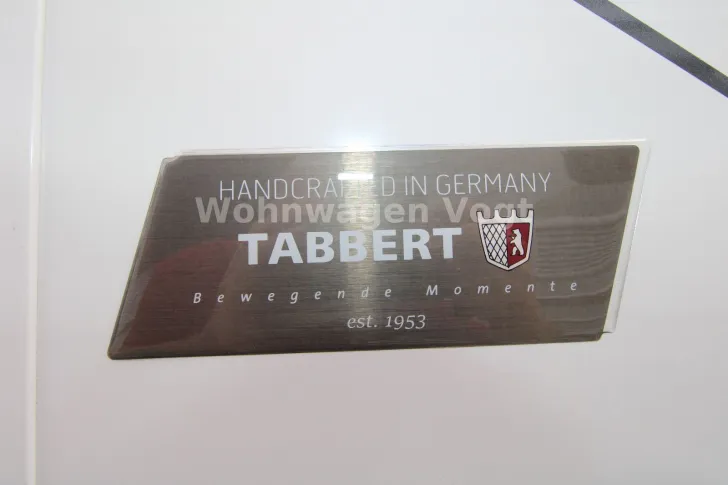 HANDCRAFTED IN GERMANY
Wohnwagen Vogt
TABBERT
Bewegende Momente
est. 1953